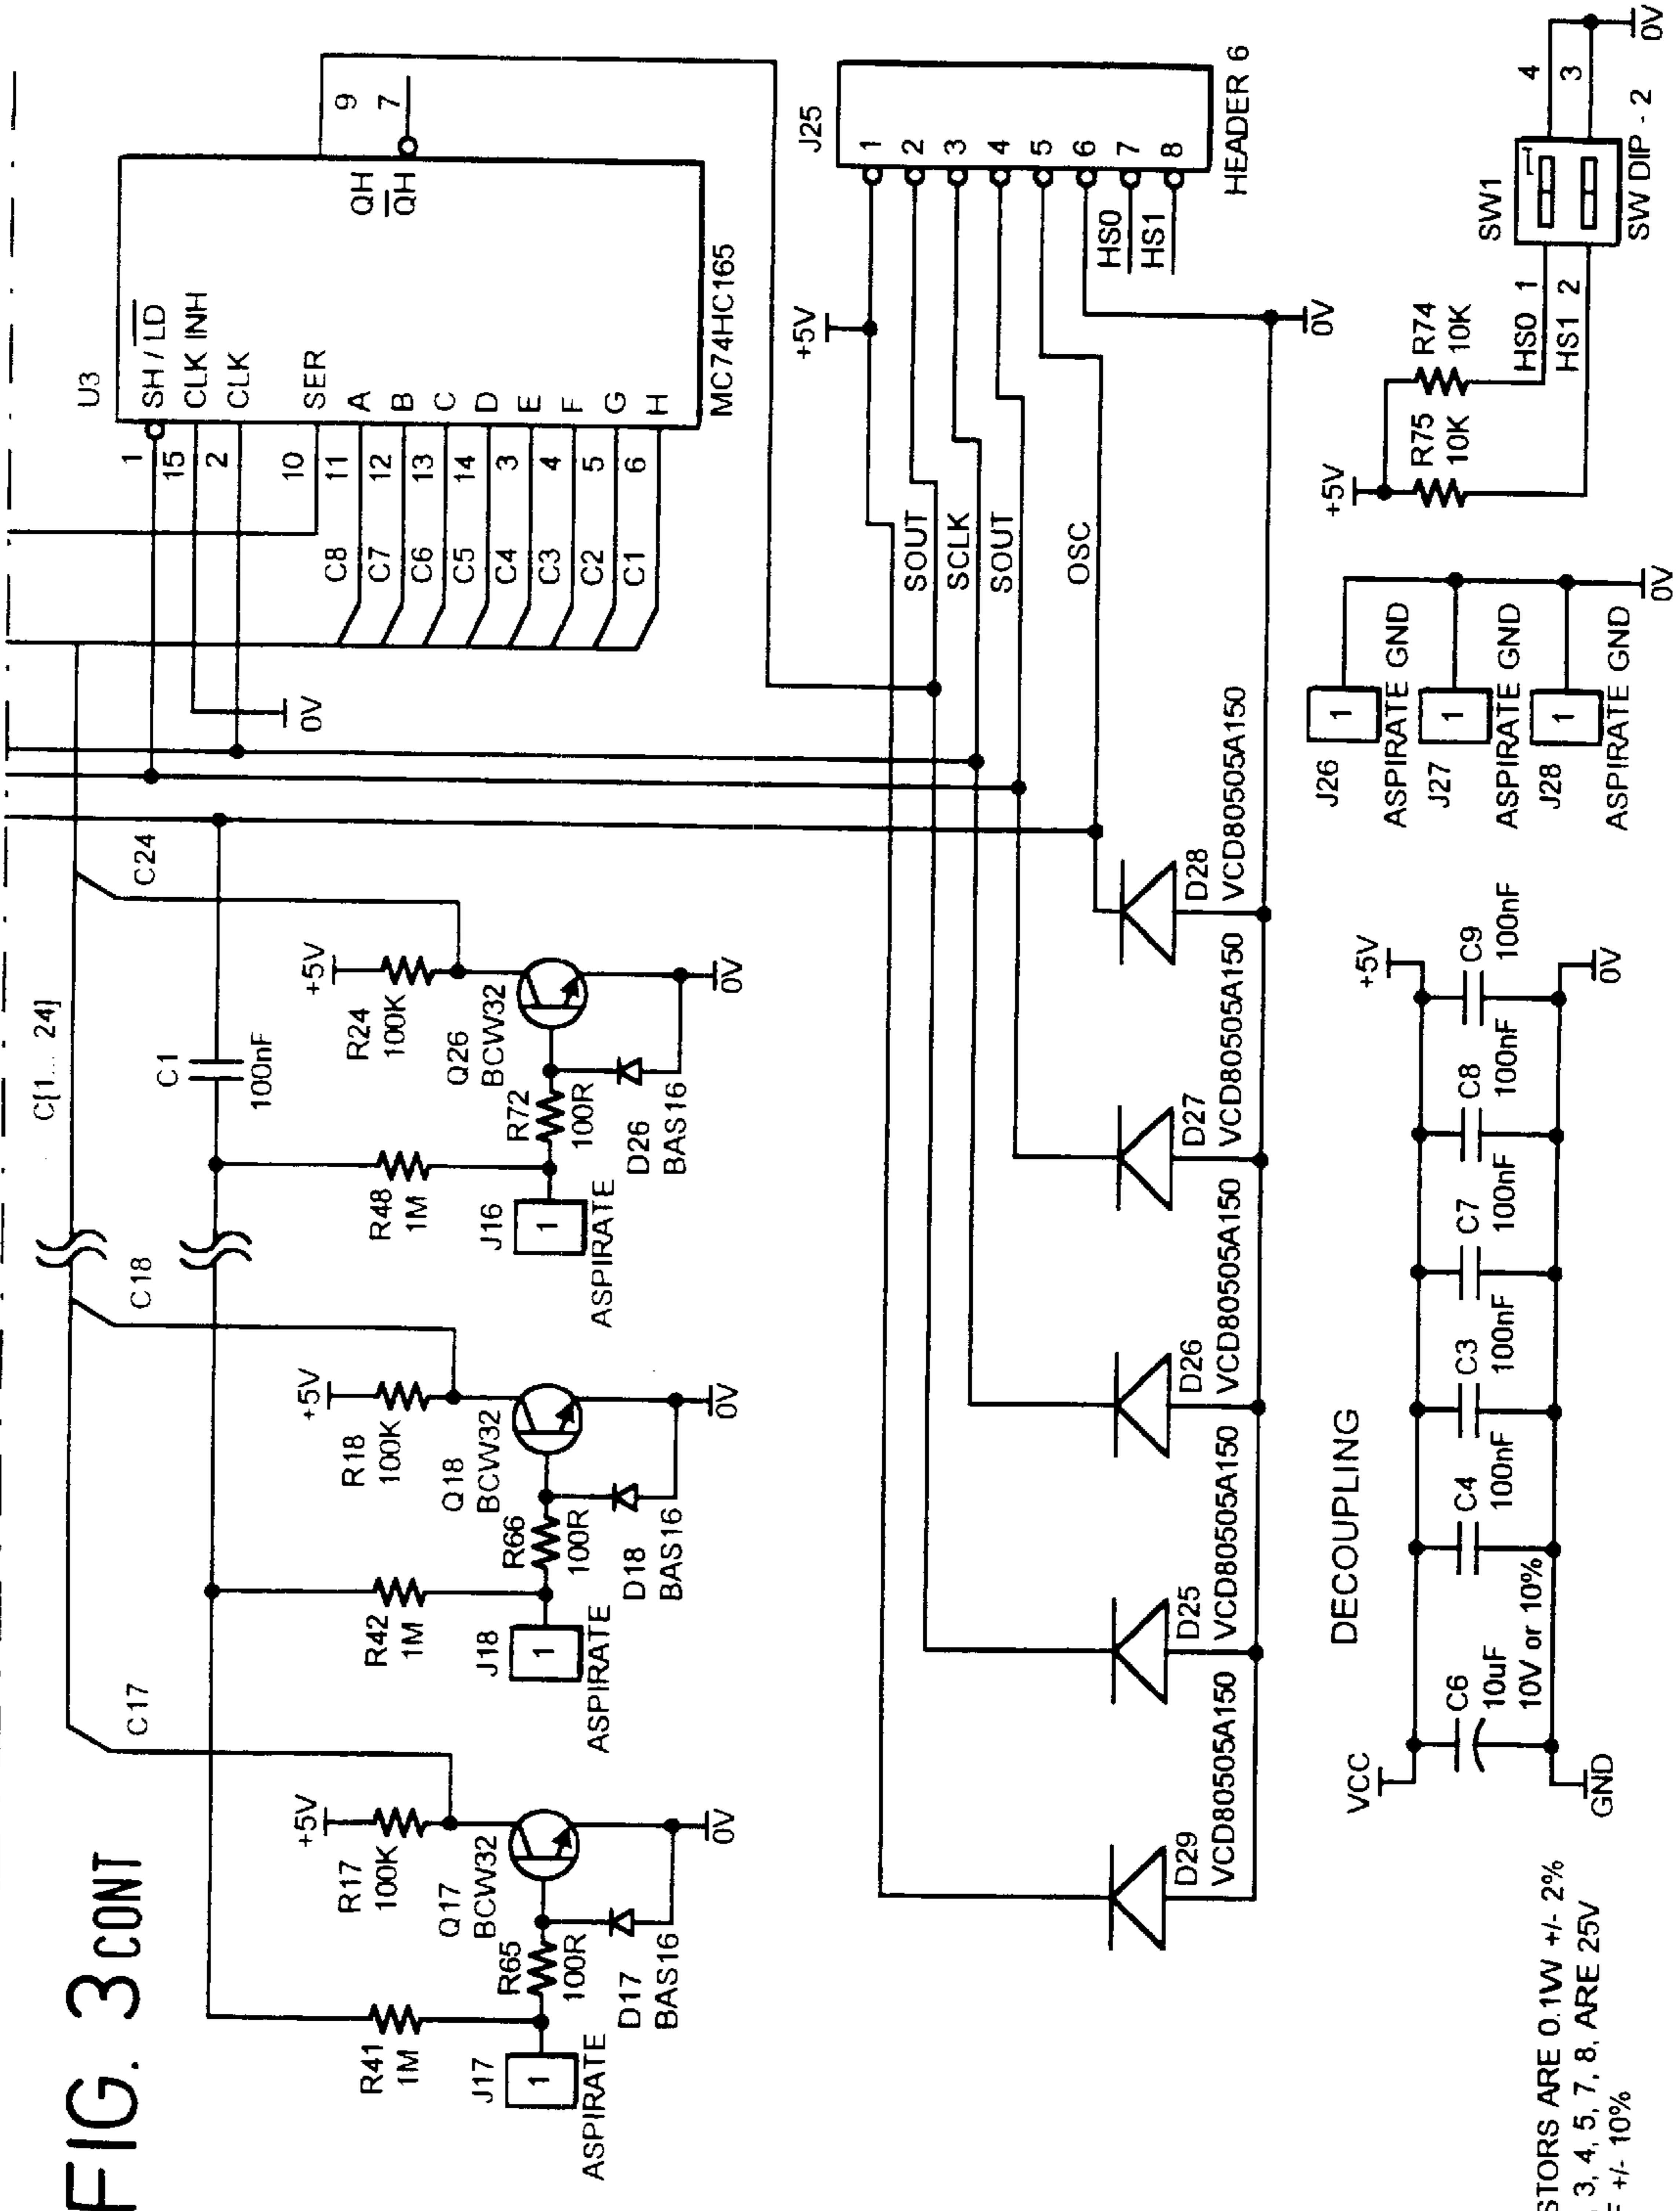 FIG. 3 CONT
C[1... 24]
C17
C18
C24
C1
100nF
+5V
R17
100K
Q17
BCW32
R41
1M
R65
100R
J17
1
ASPIRATE
D17
BAS16
0V
+5V
R18
100K
Q18
BCW32
R42
1M
R66
100R
J18
1
ASPIRATE
D18
BAS16
0V
+5V
R24
100K
Q26
BCW32
R48
1M
R72
100R
J16
1
ASPIRATE
D26
BAS16
0V
U3
1 SH / LD
15 CLK INH
2 CLK
10 SER
C8 11 A
C7 12 B
C6 13 C
C5 14 D
C4 3 E
C3 4 F
C2 5 G
C1 6 H
QH 9
QH 7
MC74HC165
0V
+5V
J25
1
2
3
4
5
6
HS0 7
HS1 8
HEADER 6
SOUT
SCLK
SOUT
OSC
0V
D29
VCD80505A150
D25
VCD80505A150
D26
VCD80505A150
D27
VCD80505A150
D28
VCD80505A150
DECOUPLING
VCC
GND
C6
10uF
10V or 10%
C4
100nF
C3
100nF
C7
100nF
C8
100nF
C9
100nF
+5V
0V
J26
1
ASPIRATE GND
J27
1
ASPIRATE GND
J28
1
ASPIRATE GND
0V
+5V
R75
10K
R74
10K
HS0 1
HS1 2
SW1
4
3
SW DIP - 2
0V
STORS ARE 0.1W +/- 2%
3, 4, 5, 7, 8, ARE 25V
F +/- 10%